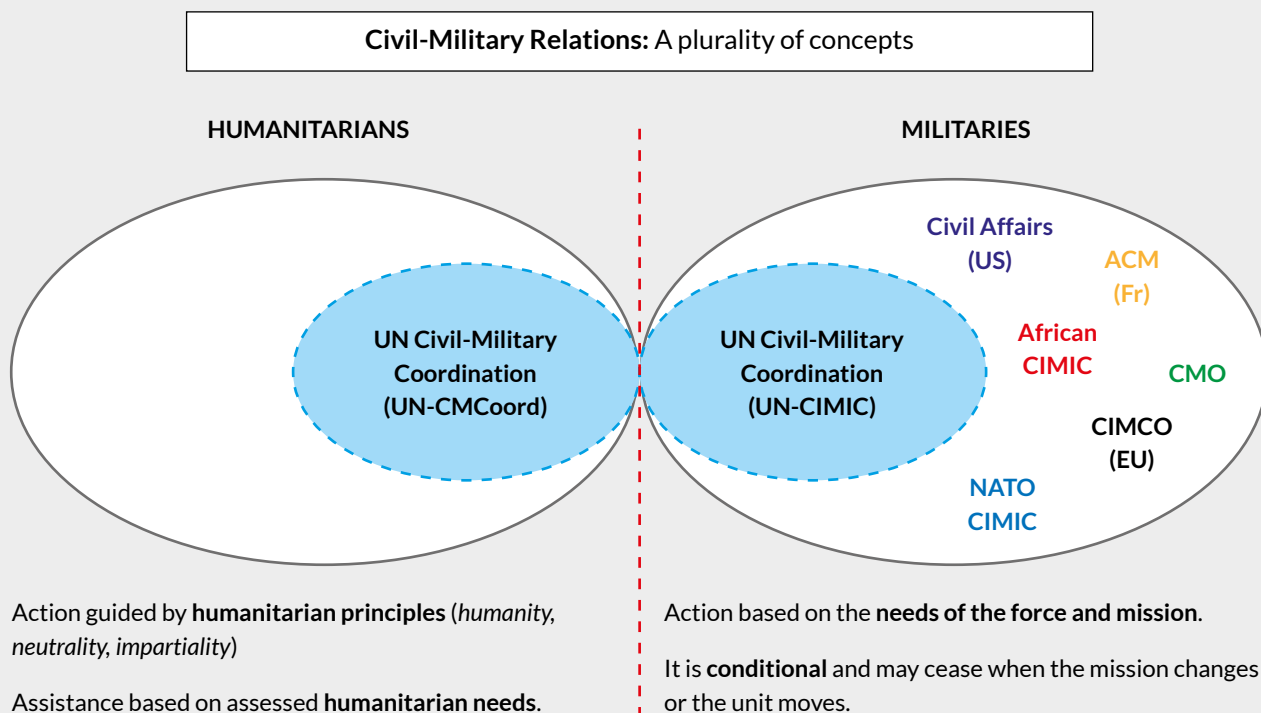 Civil-Military Relations: A plurality of concepts
HUMANITARIANS
MILITARIES
UN Civil-Military
Coordination
(UN-CMCoord)
UN Civil-Military
Coordination
(UN-CIMIC)
Civil Affairs
(US)
ACM
(Fr)
African
CIMIC
CMO
CIMCO
(EU)
NATO
CIMIC
Action guided by humanitarian principles (humanity,
neutrality, impartiality)
Assistance based on assessed humanitarian needs.
Action based on the needs of the force and mission.
It is conditional and may cease when the mission changes
or the unit moves.